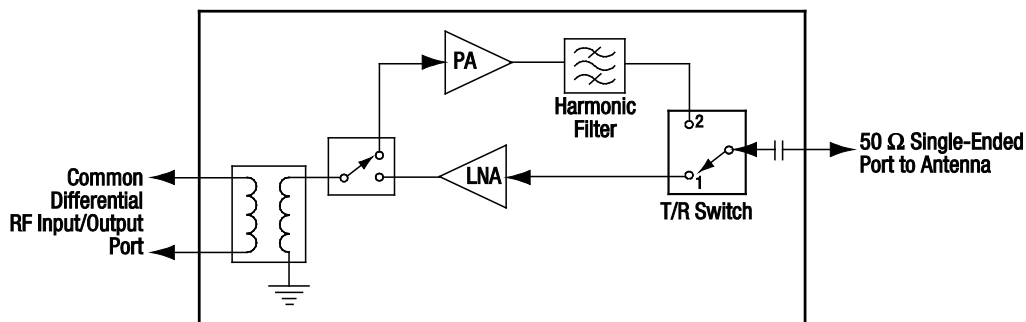 PA
Harmonic
Filter
2
1
T/R Switch
50 Ω Single-Ended
Port to Antenna
LNA
Common
Differential
RF Input/Output
Port